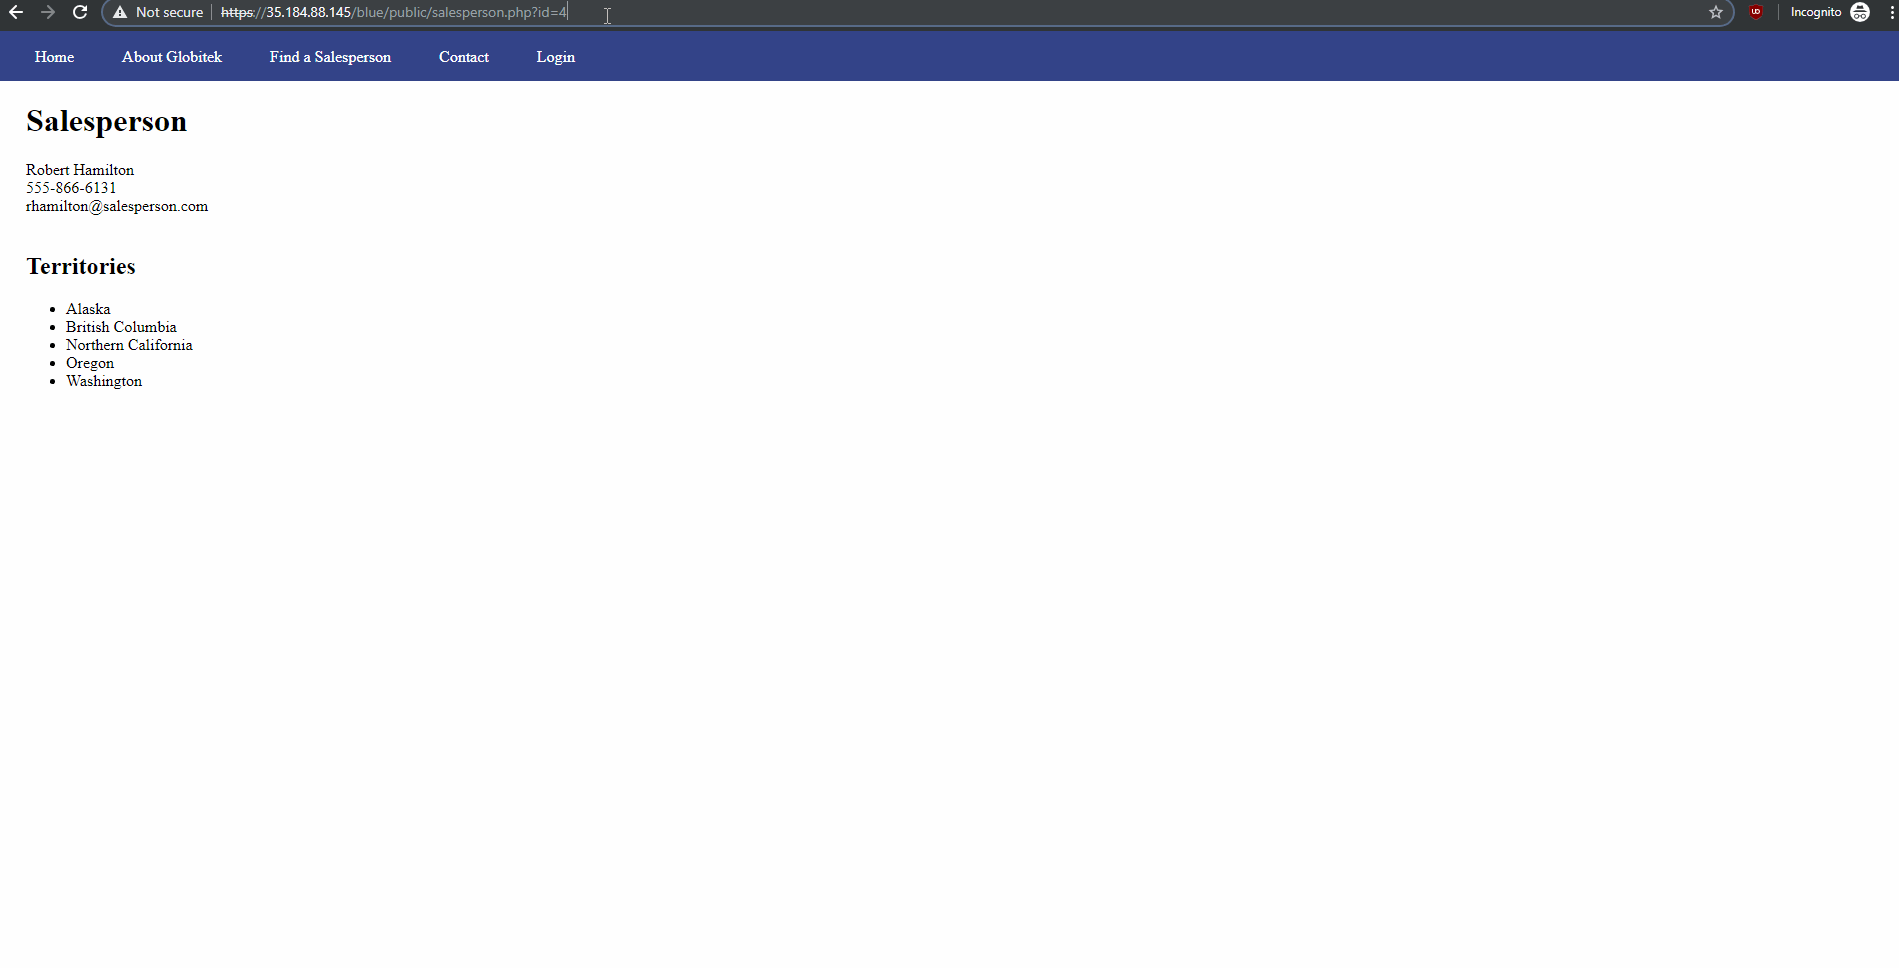 Not secure https://35.184.88.145/blue/public/salesperson.php?id=4 UD Incognito
Home About Globitek Find a Salesperson Contact Login
Salesperson
Robert Hamilton
555-866-6131
rhamilton@salesperson.com
Territories
• Alaska
• British Columbia
• Northern California
• Oregon
• Washington